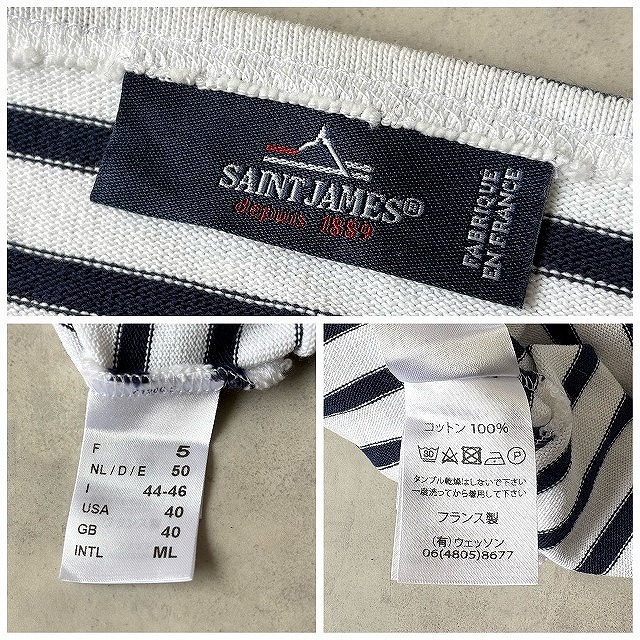 SAINT JAMES®
depuis 1889
FABRIQUÉ
EN FRANCE
F 5
NL / D / E 50
I 44-46
USA 40
GB 40
INTL ML
コットン 100%
80 A P
タンブル乾燥はしないで下さい
一度洗ってから着用して下さい
フランス製
(有)ウェッソン
06(4805)8677